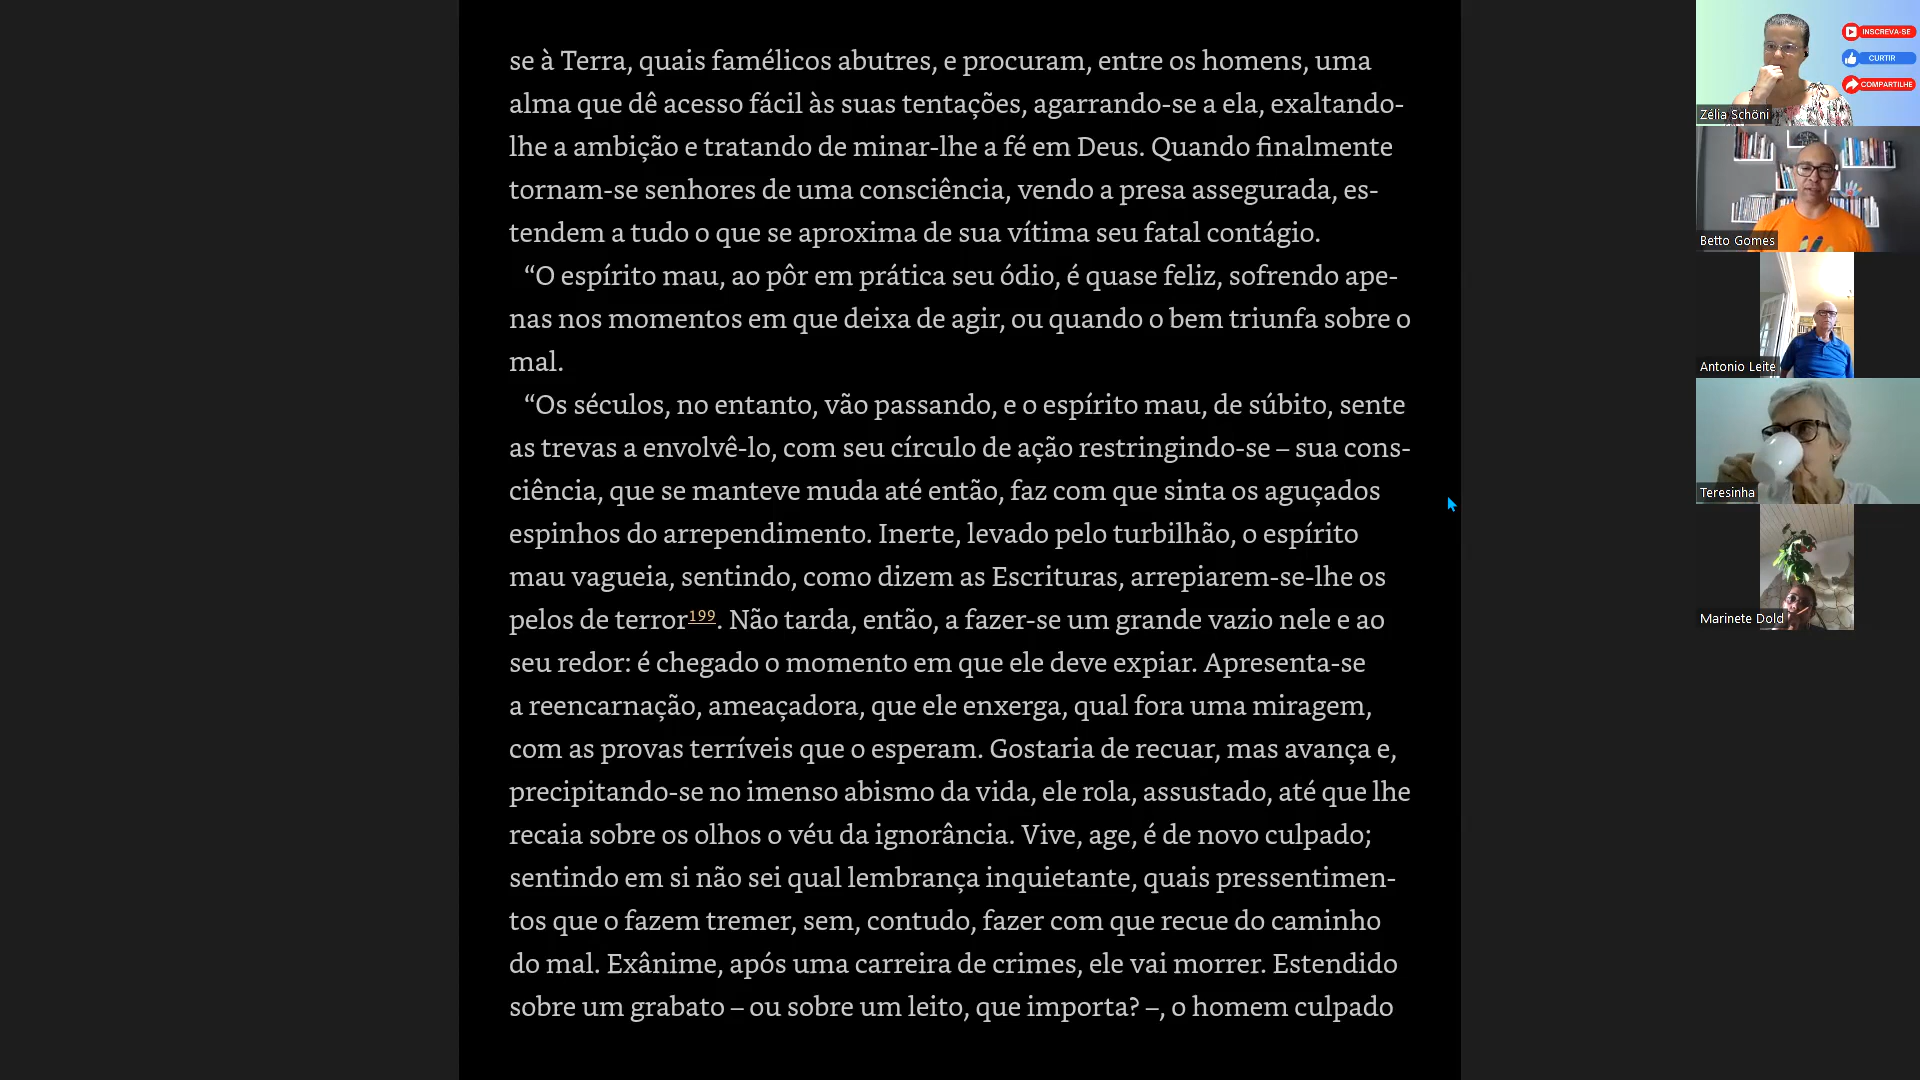 se à Terra, quais famélicos abutres, e procuram, entre os homens, uma
alma que dê acesso fácil às suas tentações, agarrando-se a ela, exaltando-
lhe a ambição e tratando de minar-lhe a fé em Deus. Quando finalmente
tornam-se senhores de uma consciência, vendo a presa assegurada, es-
tendem a tudo o que se aproxima de sua vítima seu fatal contágio.
“O espírito mau, ao pôr em prática seu ódio, é quase feliz, sofrendo ape-
nas nos momentos em que deixa de agir, ou quando o bem triunfa sobre o
mal.
“Os séculos, no entanto, vão passando, e o espírito mau, de súbito, sente
as trevas a envolvê-lo, com seu círculo de ação restringindo-se – sua cons-
ciência, que se manteve muda até então, faz com que sinta os aguçados
espinhos do arrependimento. Inerte, levado pelo turbilhão, o espírito
mau vagueia, sentindo, como dizem as Escrituras, arrepiarem-se-lhe os
pelos de terror199. Não tarda, então, a fazer-se um grande vazio nele e ao
seu redor: é chegado o momento em que ele deve expiar. Apresenta-se
a reencarnação, ameaçadora, que ele enxerga, qual fora uma miragem,
com as provas terríveis que o esperam. Gostaria de recuar, mas avança e,
precipitando-se no imenso abismo da vida, ele rola, assustado, até que lhe
recaia sobre os olhos o véu da ignorância. Vive, age, é de novo culpado;
sentindo em si não sei qual lembrança inquietante, quais pressentimen-
tos que o fazem tremer, sem, contudo, fazer com que recue do caminho
do mal. Exânime, após uma carreira de crimes, ele vai morrer. Estendido
sobre um grabato – ou sobre um leito, que importa? –, o homem culpado
INSCREVA-SE
CURTIR
COMPARTILHE
Zélia Schöni
Betto Gomes
Antonio Leite
Teresinha
Marinete Dold